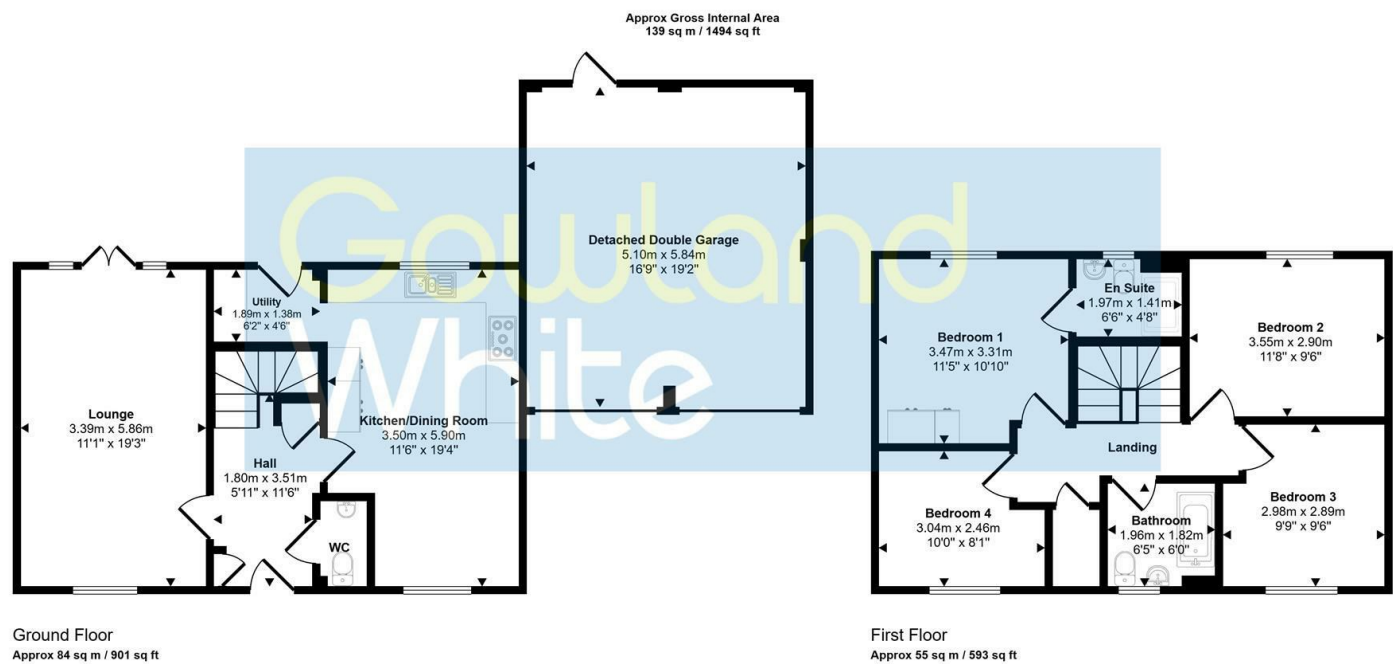 Approx Gross Internal Area
139 sq m / 1494 sq ft
Gowland
White
Detached Double Garage
5.10m x 5.84m
16'9" x 19'2"
Utility
1.89m x 1.38m
6'2" x 4'6"
Lounge
3.39m x 5.86m
11'1" x 19'3"
Kitchen/Dining Room
3.50m x 5.90m
11'6" x 19'4"
Hall
1.80m x 3.51m
5'11" x 11'6"
WC
Ground Floor
Approx 84 sq m / 901 sq ft
En Suite
1.97m x 1.41m
6'6" x 4'8"
Bedroom 1
3.47m x 3.31m
11'5" x 10'10"
Bedroom 2
3.55m x 2.90m
11'8" x 9'6"
Landing
Bedroom 4
3.04m x 2.46m
10'0" x 8'1"
Bathroom
1.96m x 1.82m
6'5" x 6'0"
Bedroom 3
2.98m x 2.89m
9'9" x 9'6"
First Floor
Approx 55 sq m / 593 sq ft